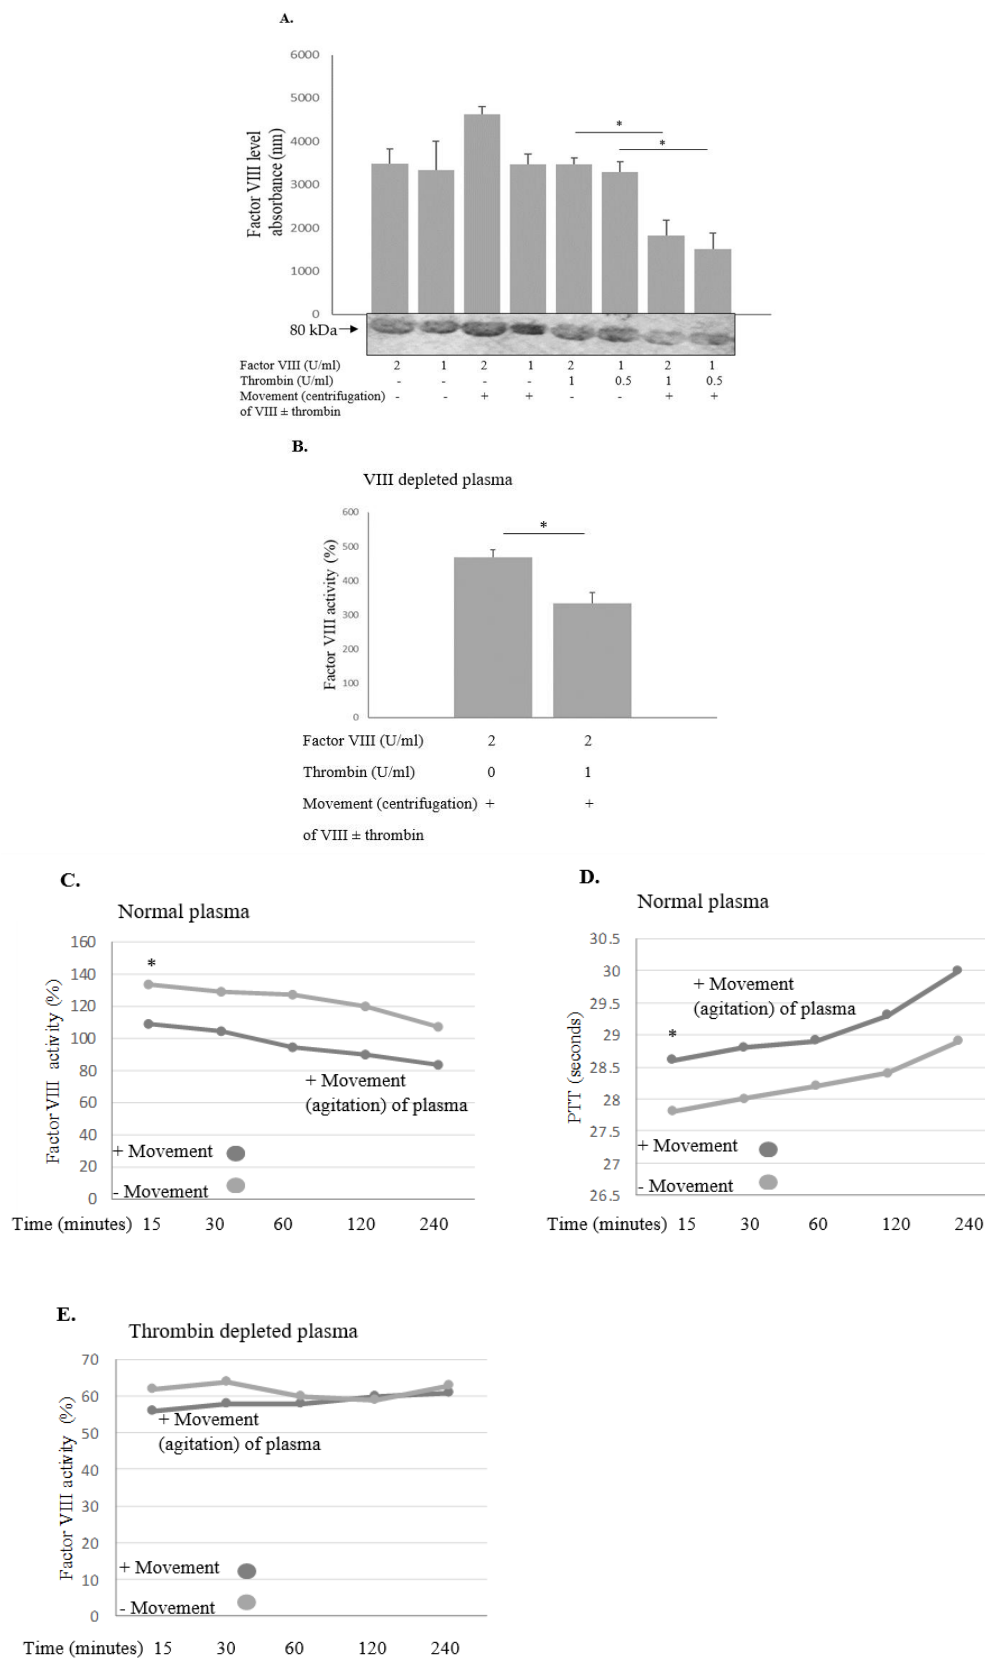 A.
6000
5000
4000
3000
2000
1000
0
Factor VIII level
absorbance (nm)
*
*
80 kDa→
Factor VIII (U/ml) 2 1 2 1 2 1 2 1
Thrombin (U/ml) - - - - 1 0.5 1 0.5
Movement (centrifugation) - - + + - - + +
of VIII ± thrombin
B.
VIII depleted plasma
600
500
400
300
200
100
0
Factor VIII activity (%)
*
Factor VIII (U/ml) 2 2
Thrombin (U/ml) 0 1
Movement (centrifugation) + +
of VIII ± thrombin
C.
Normal plasma
160
140
120
100
80
60
40
20
0
Factor VIII activity (%)
*
+ Movement
(agitation) of plasma
+ Movement
- Movement
Time (minutes) 15 30 60 120 240
D.
Normal plasma
30.5
30
29.5
29
28.5
28
27.5
27
26.5
PTT (seconds)
+ Movement
(agitation) of plasma
*
+ Movement
- Movement
Time (minutes) 15 30 60 120 240
E.
Thrombin depleted plasma
70
60
50
40
30
20
10
0
Factor VIII activity (%)
+ Movement
(agitation) of plasma
+ Movement
- Movement
Time (minutes) 15 30 60 120 240